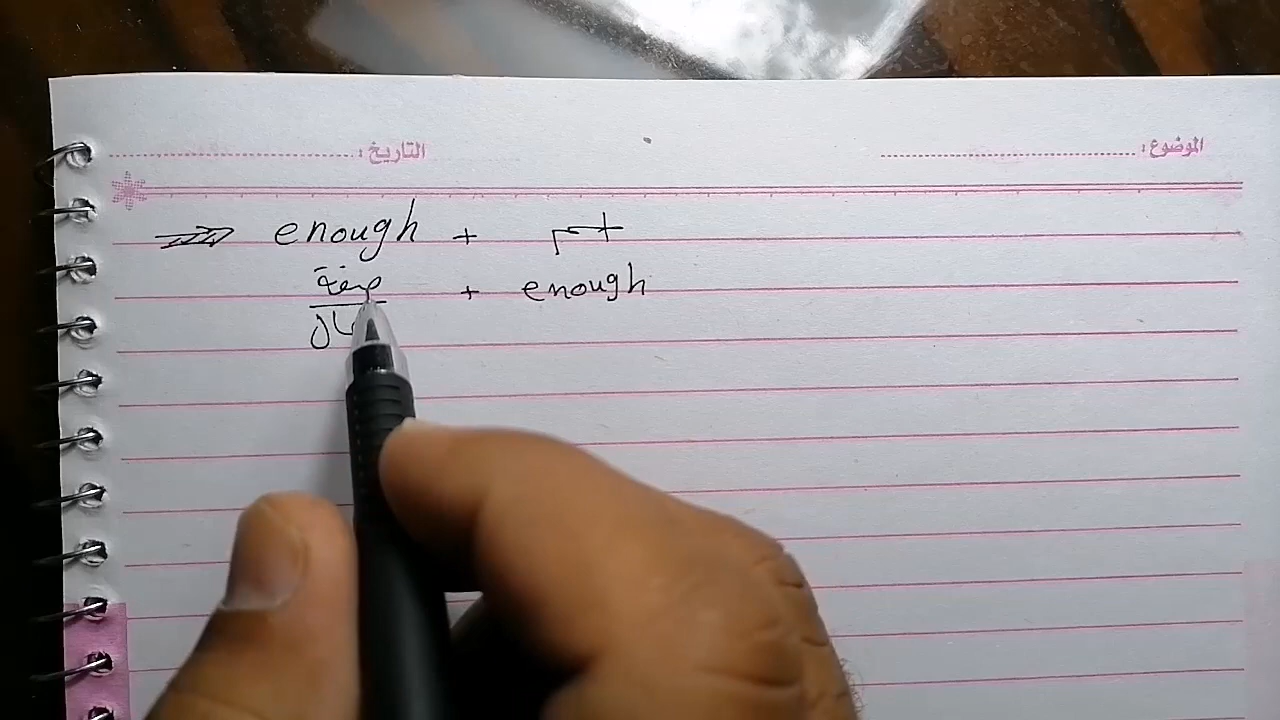 الموضوع : التاريخ :
enough + اسم
صفة + enough
حال